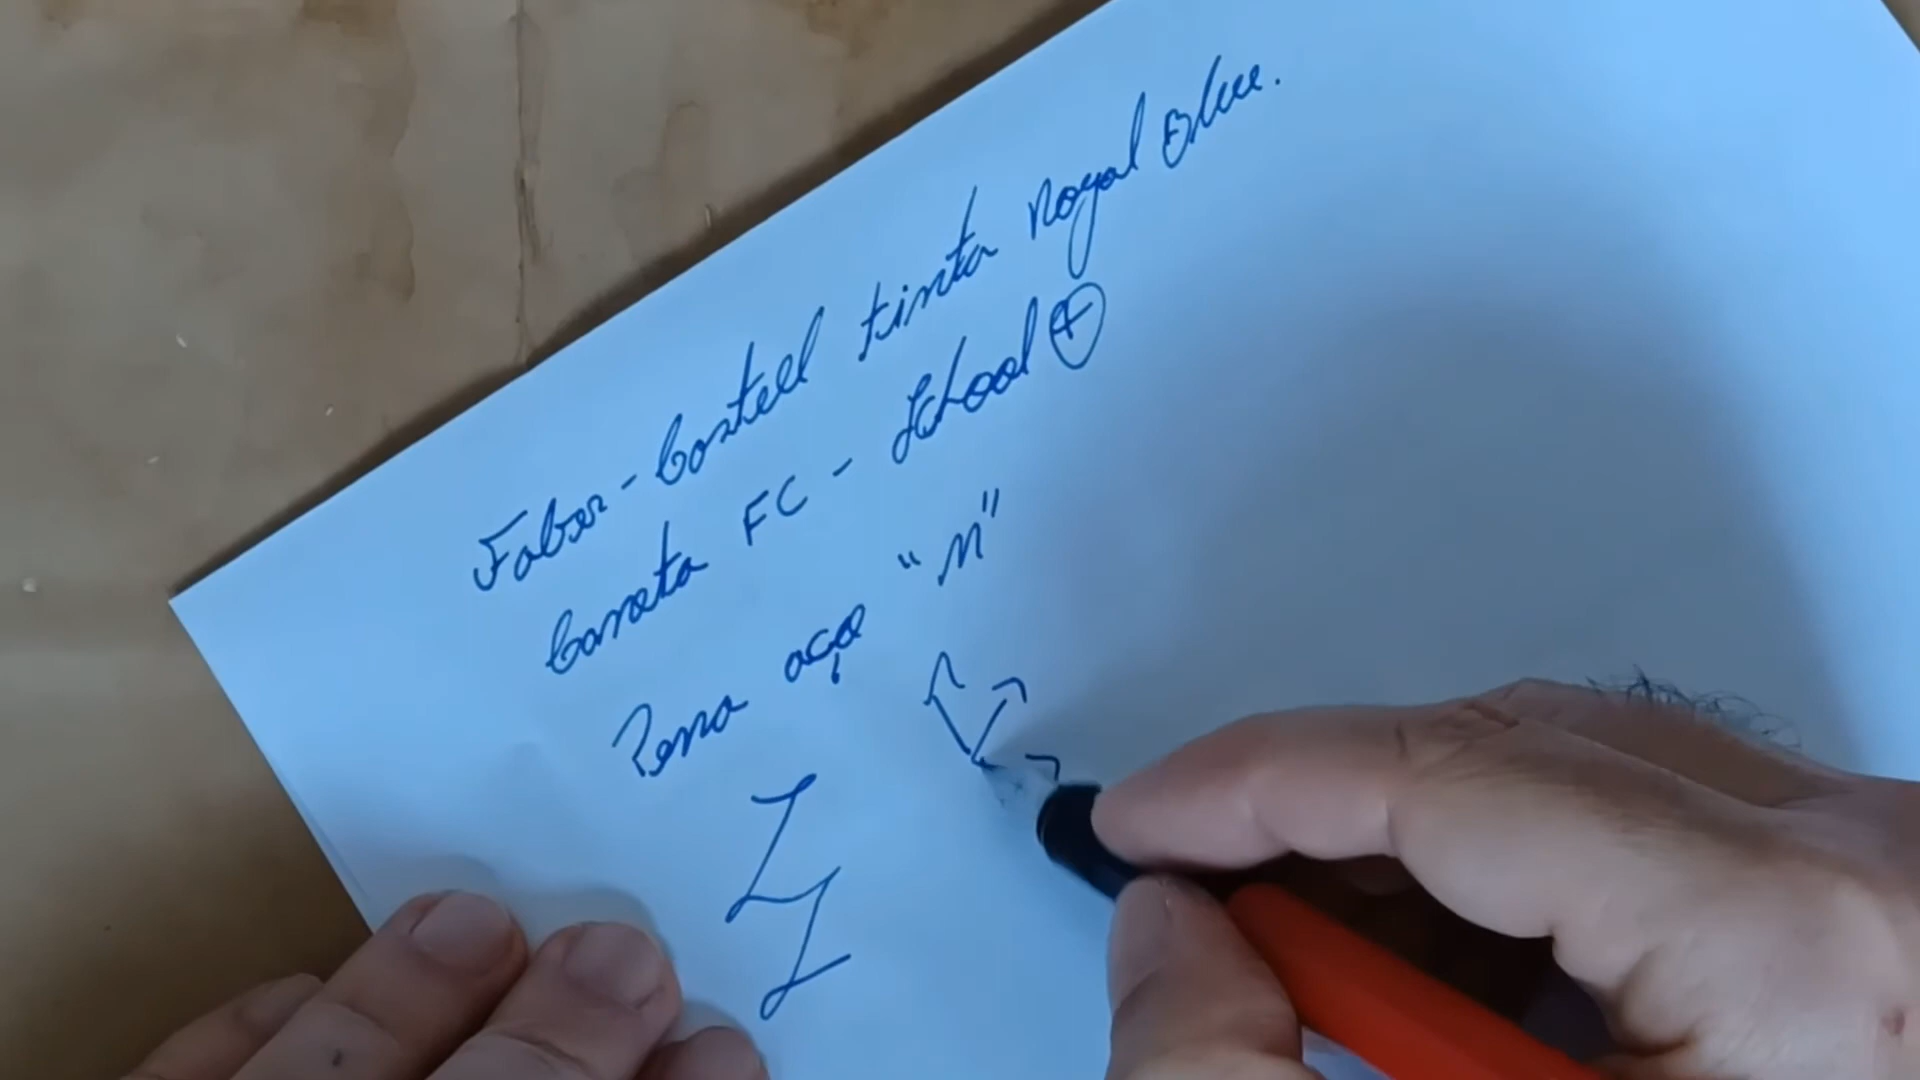 Faber-Castell tinta Royal Blue.
Caneta FC - School +
Pena aço "M"